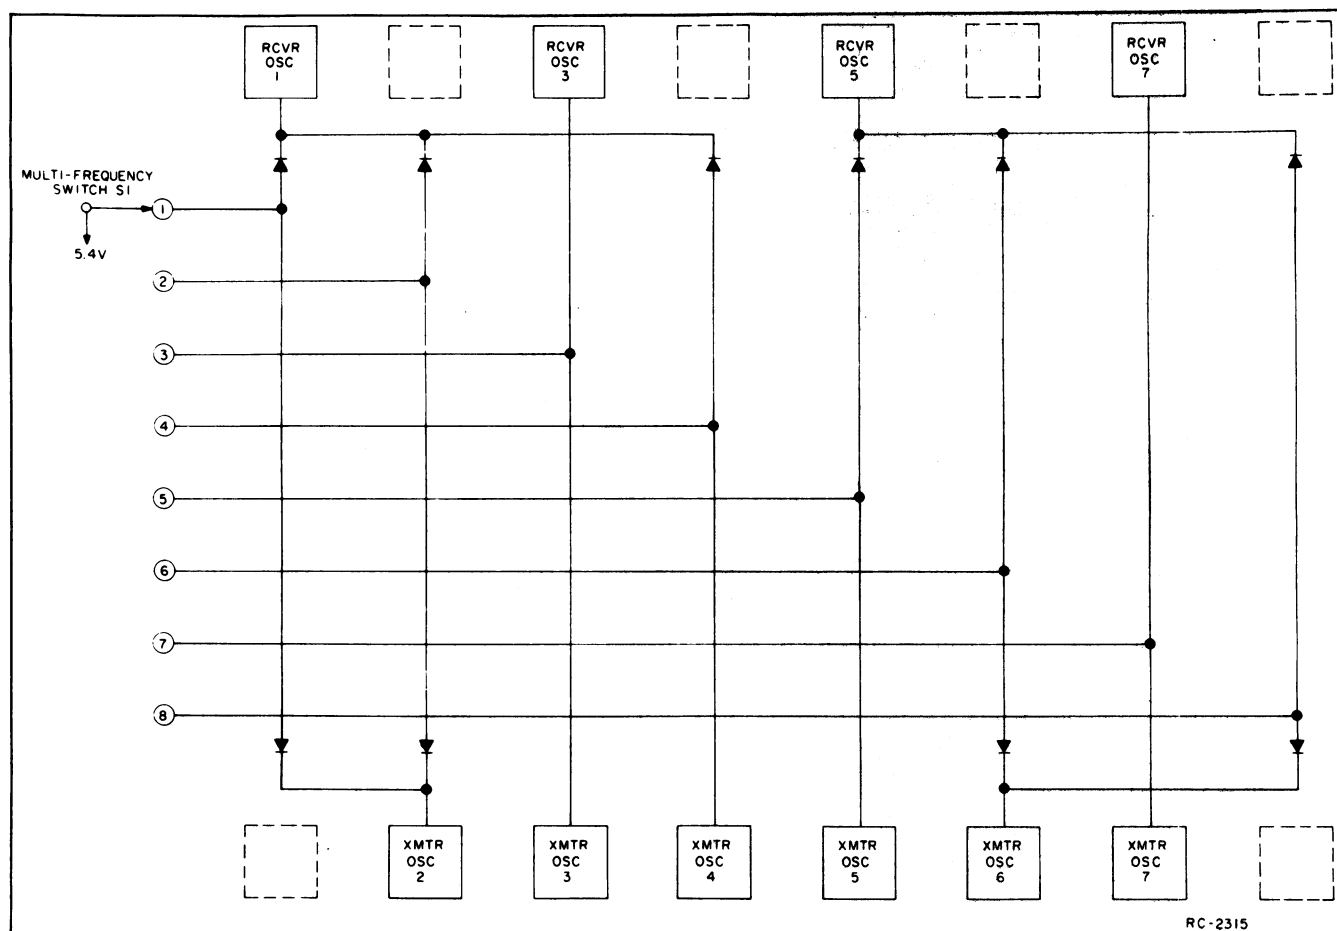 RCVR
OSC
1
RCVR
OSC
3
RCVR
OSC
5
RCVR
OSC
7
MULTI-FREQUENCY
SWITCH S1
5.4V
1
2
3
4
5
6
7
8
XMTR
OSC
2
XMTR
OSC
3
XMTR
OSC
4
XMTR
OSC
5
XMTR
OSC
6
XMTR
OSC
7
RC-2315